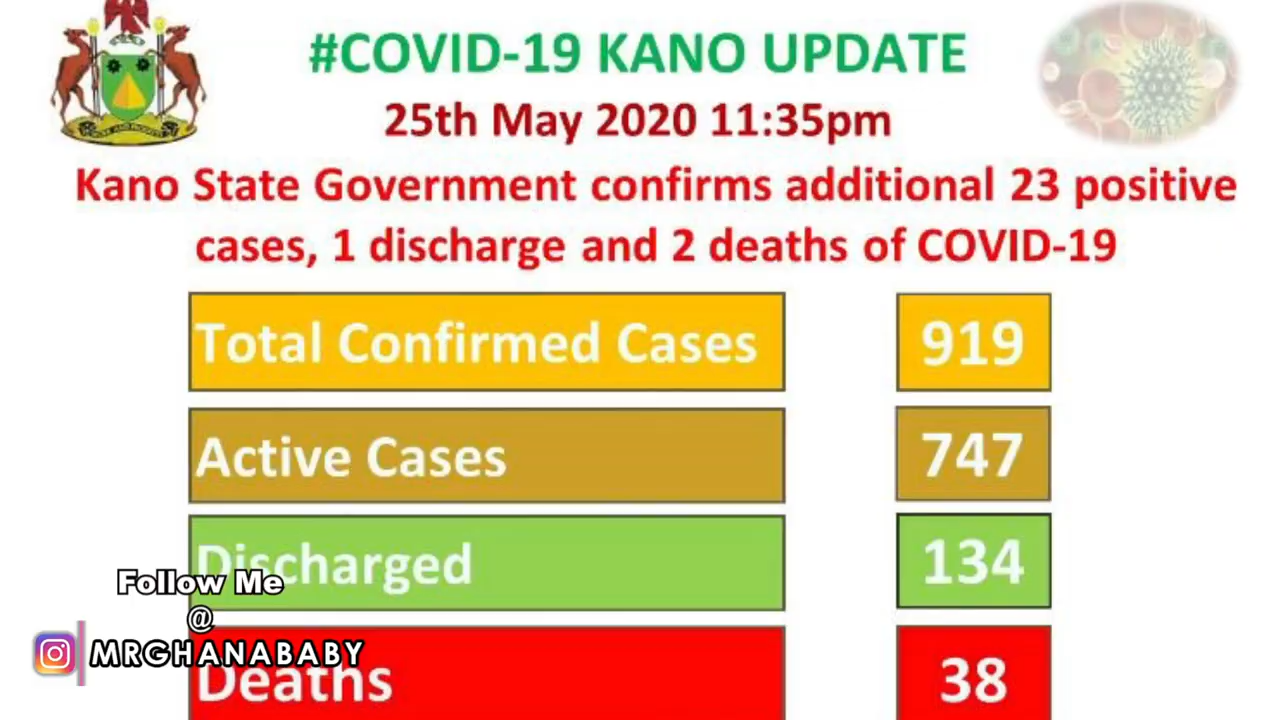 #COVID-19 KANO UPDATE
25th May 2020 11:35pm
Kano State Government confirms additional 23 positive
cases, 1 discharge and 2 deaths of COVID-19
Total Confirmed Cases 919
Active Cases 747
Discharged 134
Follow Me
@
MRGHANABABY
Deaths 38